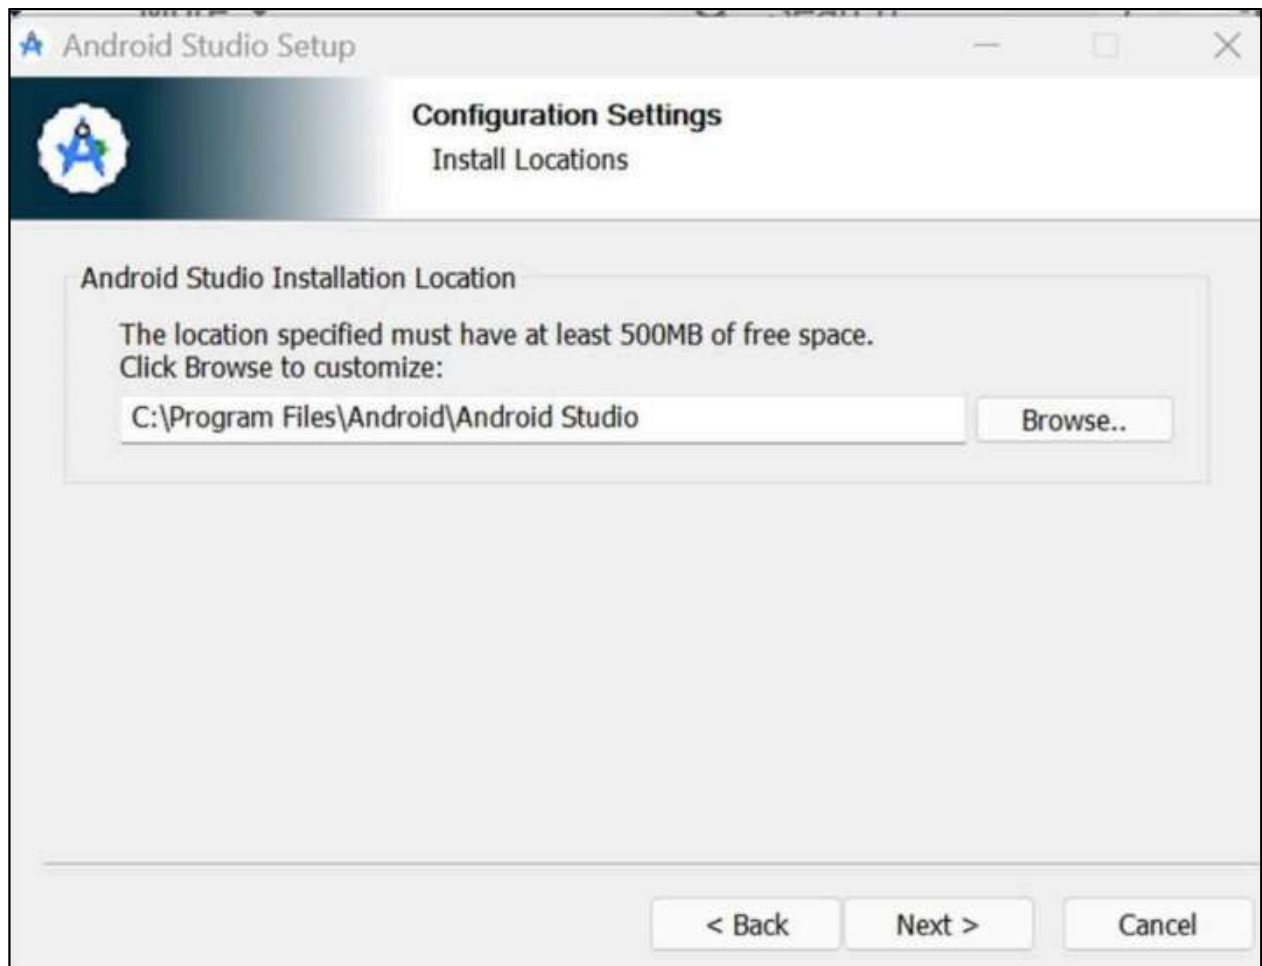 Android Studio Setup
Configuration Settings
Install Locations
Android Studio Installation Location
The location specified must have at least 500MB of free space.
Click Browse to customize:
C:\Program Files\Android\Android Studio
Browse..
< Back
Next >
Cancel